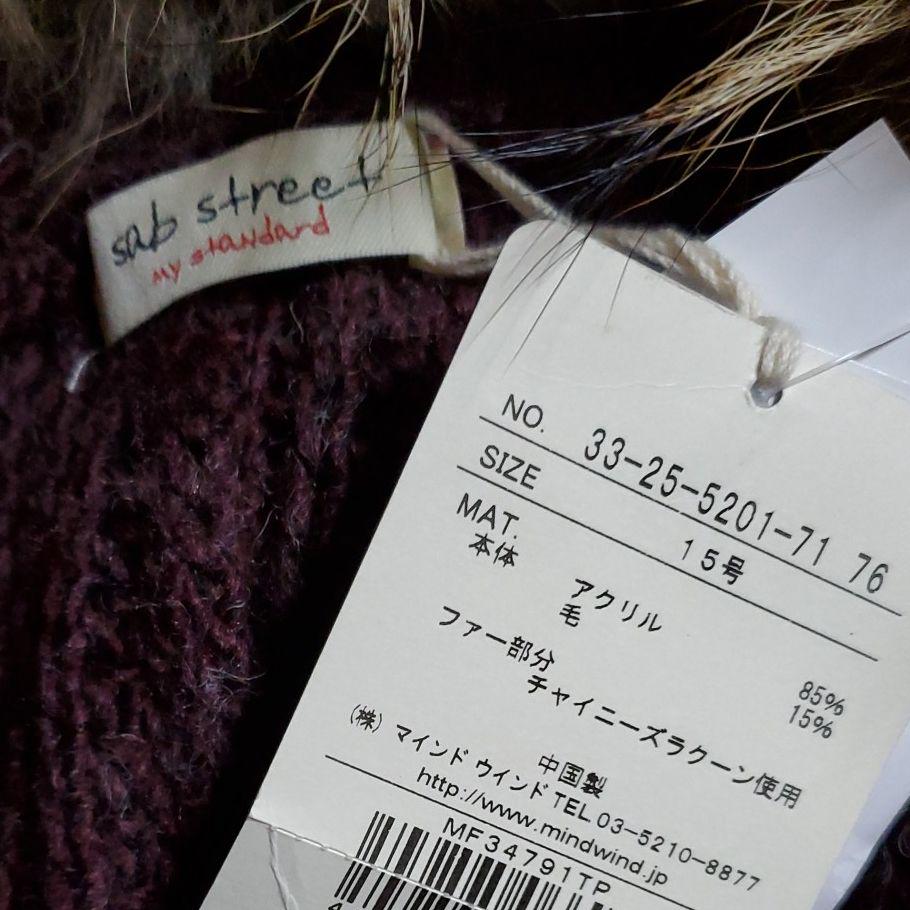 sab street
my standard
NO. 33-25-5201-71 76
SIZE 15号
MAT.
本体
アクリル 85%
毛 15%
ファー部分
チャイニーズラクーン使用
中国製
(株) マインドウインド TEL 03-5210-8877
http://www.mindwind.jp
MF34791TP
4